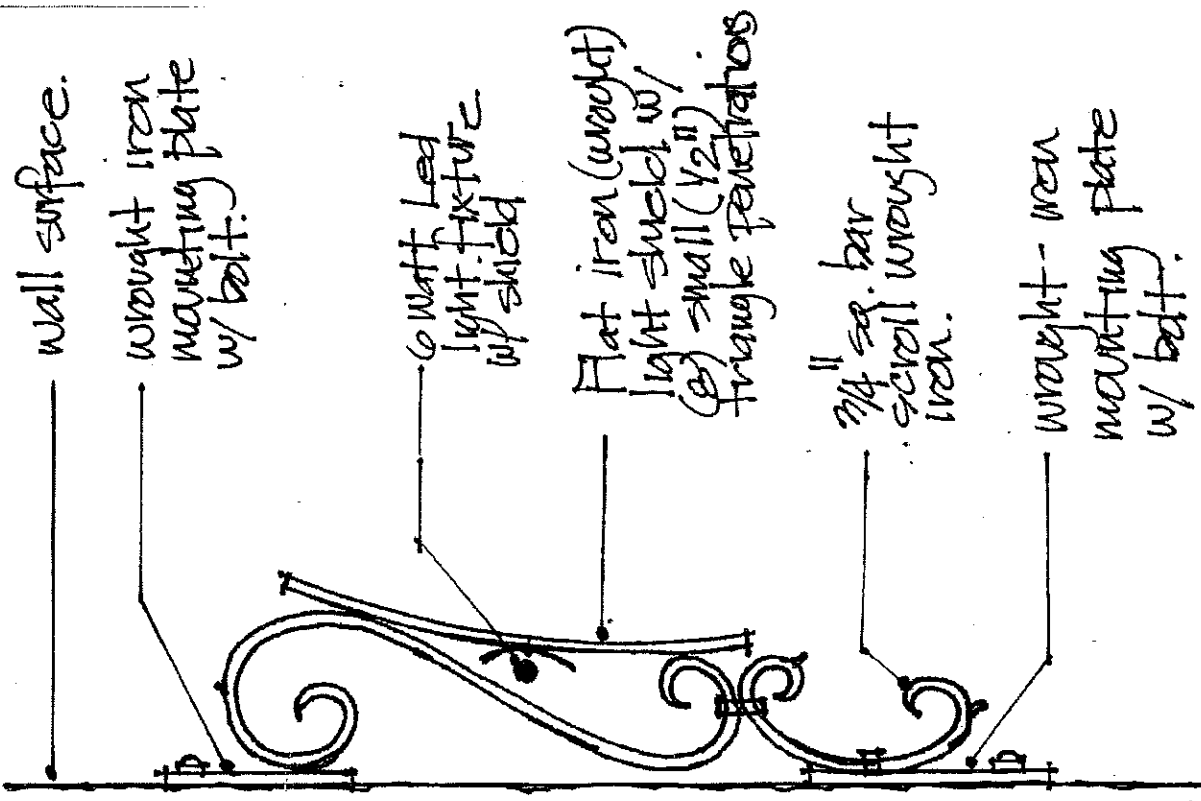 wall surface.
wrought iron
mounting plate
w/ bolt.
6 watt Led
light fixture
w/ shield
Flat iron (wrought)
light shield w/
(8) small (1/2")
triangle penetrations
3/4" sq. bar
scroll wrought
iron.
wrought-iron
mounting plate
w/ bolt.